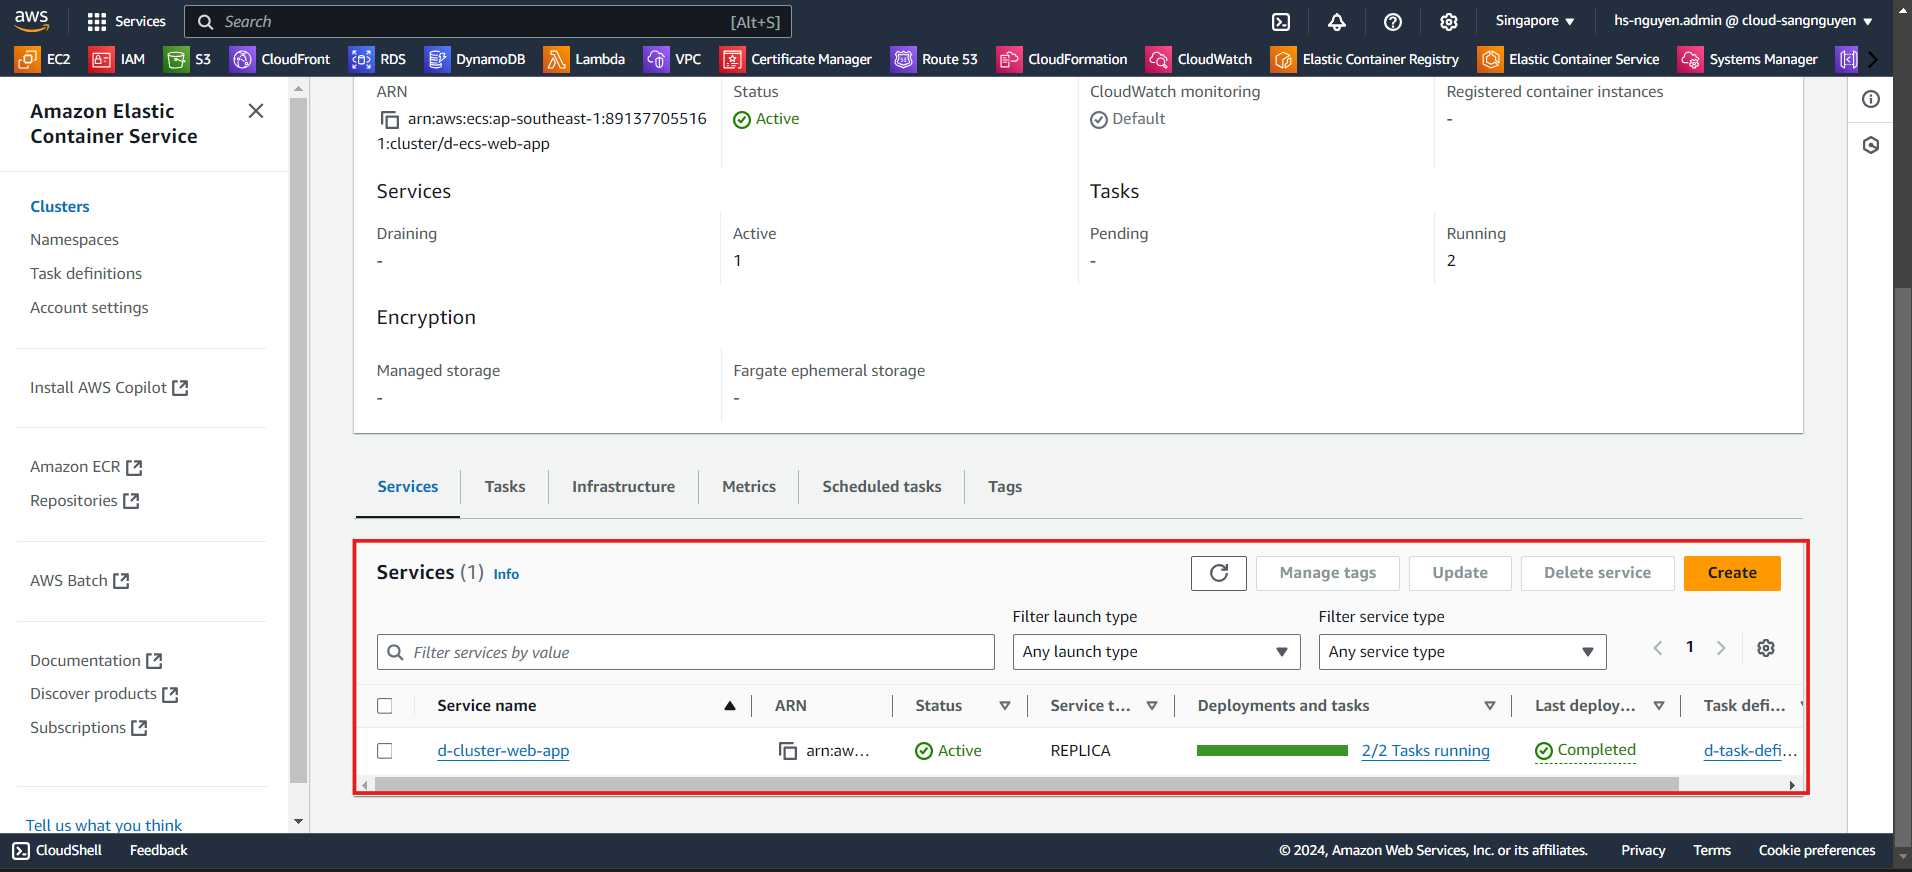 aws
Services
Search
[Alt+S]
Singapore
hs-nguyen.admin @ cloud-sangnguyen
EC2
IAM
S3
CloudFront
RDS
DynamoDB
Lambda
VPC
Certificate Manager
Route 53
CloudFormation
CloudWatch
Elastic Container Registry
Elastic Container Service
Systems Manager
Amazon Elastic
Container Service
Clusters
Namespaces
Task definitions
Account settings
Install AWS Copilot
Amazon ECR
Repositories
AWS Batch
Documentation
Discover products
Subscriptions
Tell us what you think
ARN
arn:aws:ecs:ap-southeast-1:89137705516
1:cluster/d-ecs-web-app
Status
Active
CloudWatch monitoring
Default
Registered container instances
-
Services
Tasks
Draining
-
Active
1
Pending
-
Running
2
Encryption
Managed storage
-
Fargate ephemeral storage
-
Services
Tasks
Infrastructure
Metrics
Scheduled tasks
Tags
Services (1) Info
Manage tags
Update
Delete service
Create
Filter launch type
Filter service type
Filter services by value
Any launch type
Any service type
1
Service name
ARN
Status
Service t...
Deployments and tasks
Last deploy...
Task defi...
d-cluster-web-app
arn:aw...
Active
REPLICA
2/2 Tasks running
Completed
d-task-defi...
CloudShell
Feedback
© 2024, Amazon Web Services, Inc. or its affiliates.
Privacy
Terms
Cookie preferences